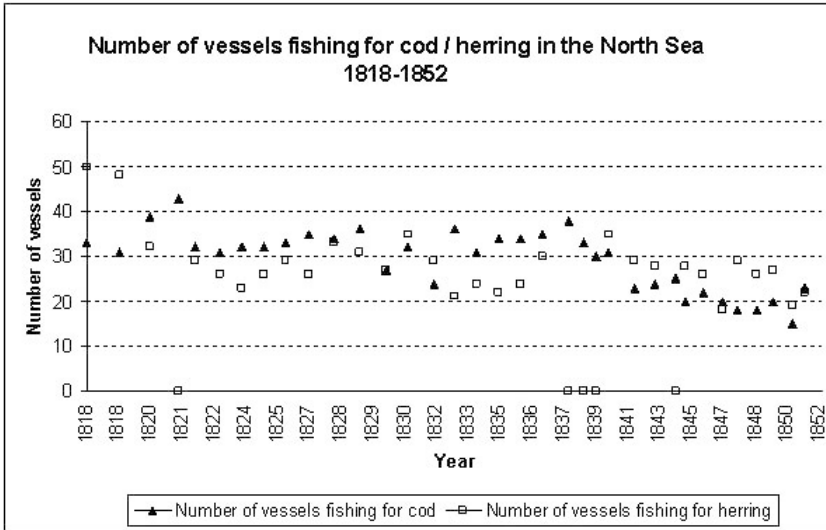 Number of vessels fishing for cod / herring in the North Sea
1818-1852
60
50
40
30
20
10
0
Number of vessels
1818 1818 1820 1821 1822 1824 1825 1827 1828 1829 1830 1832 1833 1835 1836 1837 1839 1841 1843 1845 1847 1848 1850 1852
Year
Number of vessels fishing for cod Number of vessels fishing for herring